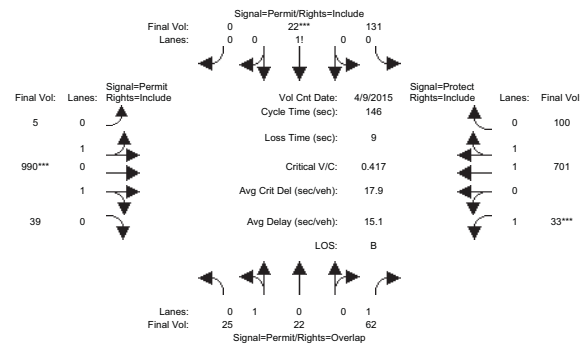 Signal=Permit/Rights=Include
Final Vol: 0 22*** 131
Lanes: 0 0 1! 0 0
Signal=Permit
Final Vol: Lanes: Rights=Include
Vol Cnt Date: 4/9/2015
Signal=Protect
Rights=Include Lanes: Final Vol
Cycle Time (sec): 146
5 0
0 100
Loss Time (sec): 9
1
1
990*** 0
Critical V/C: 0.417
1 701
1
Avg Crit Del (sec/veh): 17.9
0
39 0
Avg Delay (sec/veh): 15.1
1 33***
LOS: B
Lanes: 0 1 0 0 1
Final Vol: 25 22 62
Signal=Permit/Rights=Overlap